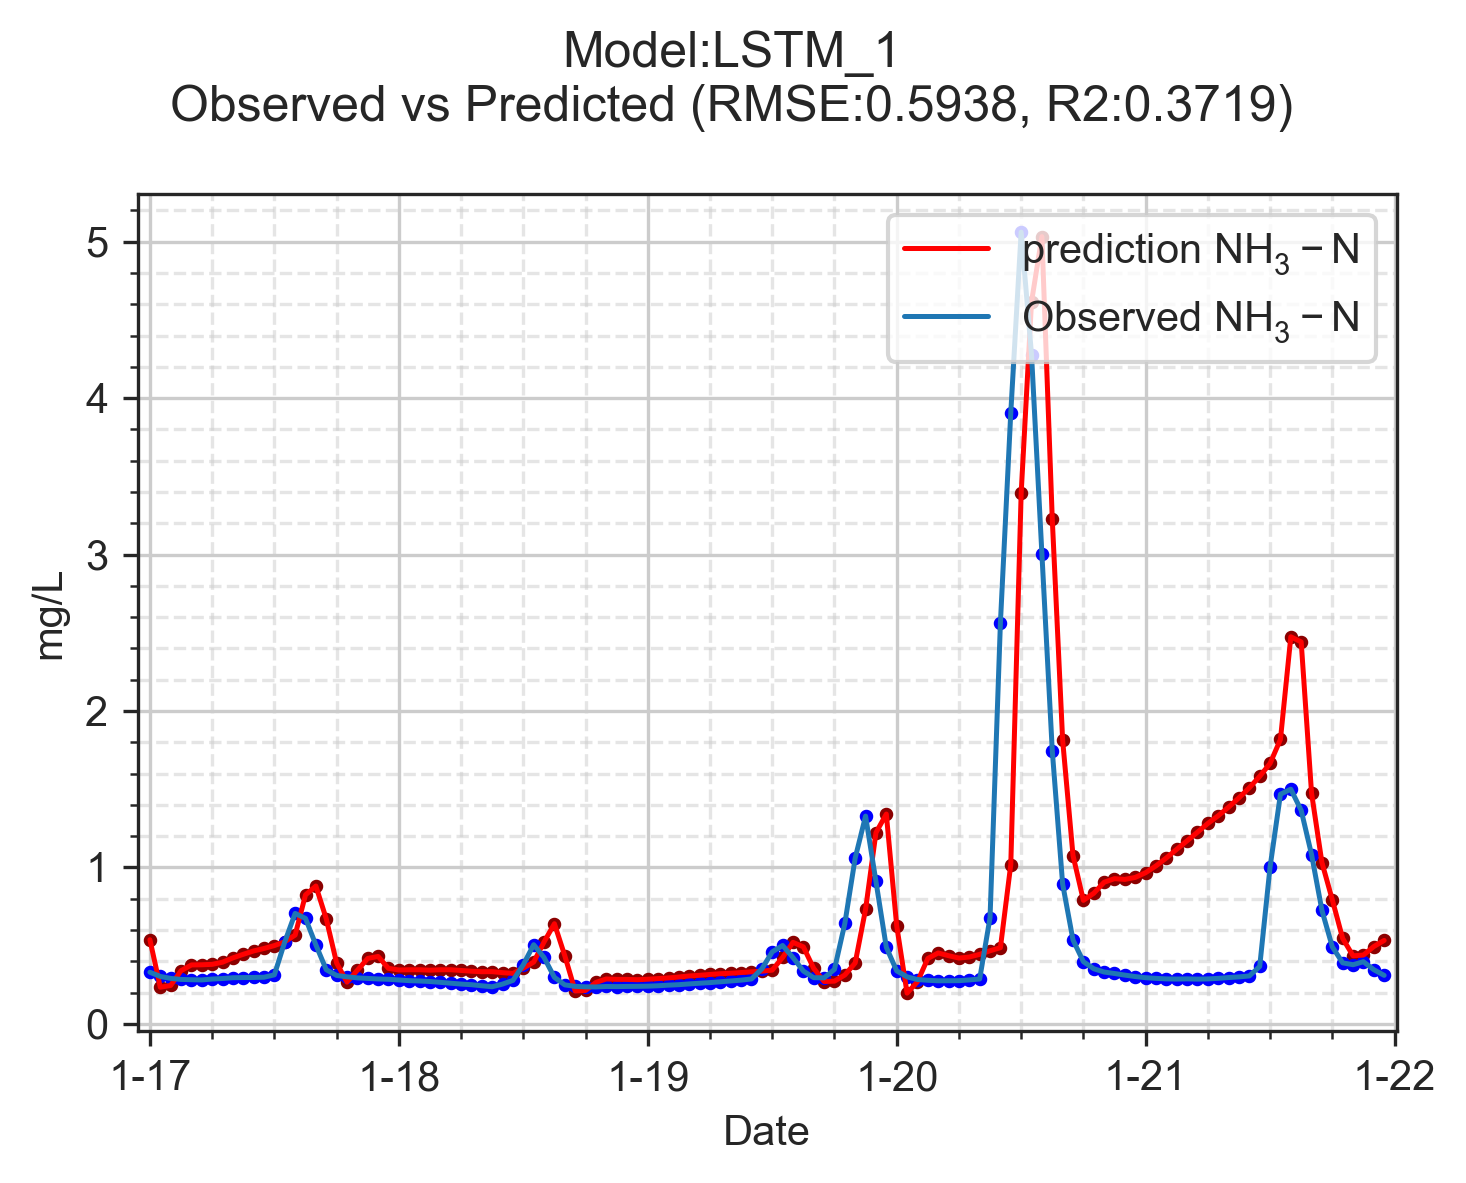 Model:LSTM_1
Observed vs Predicted (RMSE:0.5938, R2:0.3719)
prediction NH₃ − N
Observed NH₃ − N
5
4
3
2
1
0
mg/L
1-17 1-18 1-19 1-20 1-21 1-22
Date